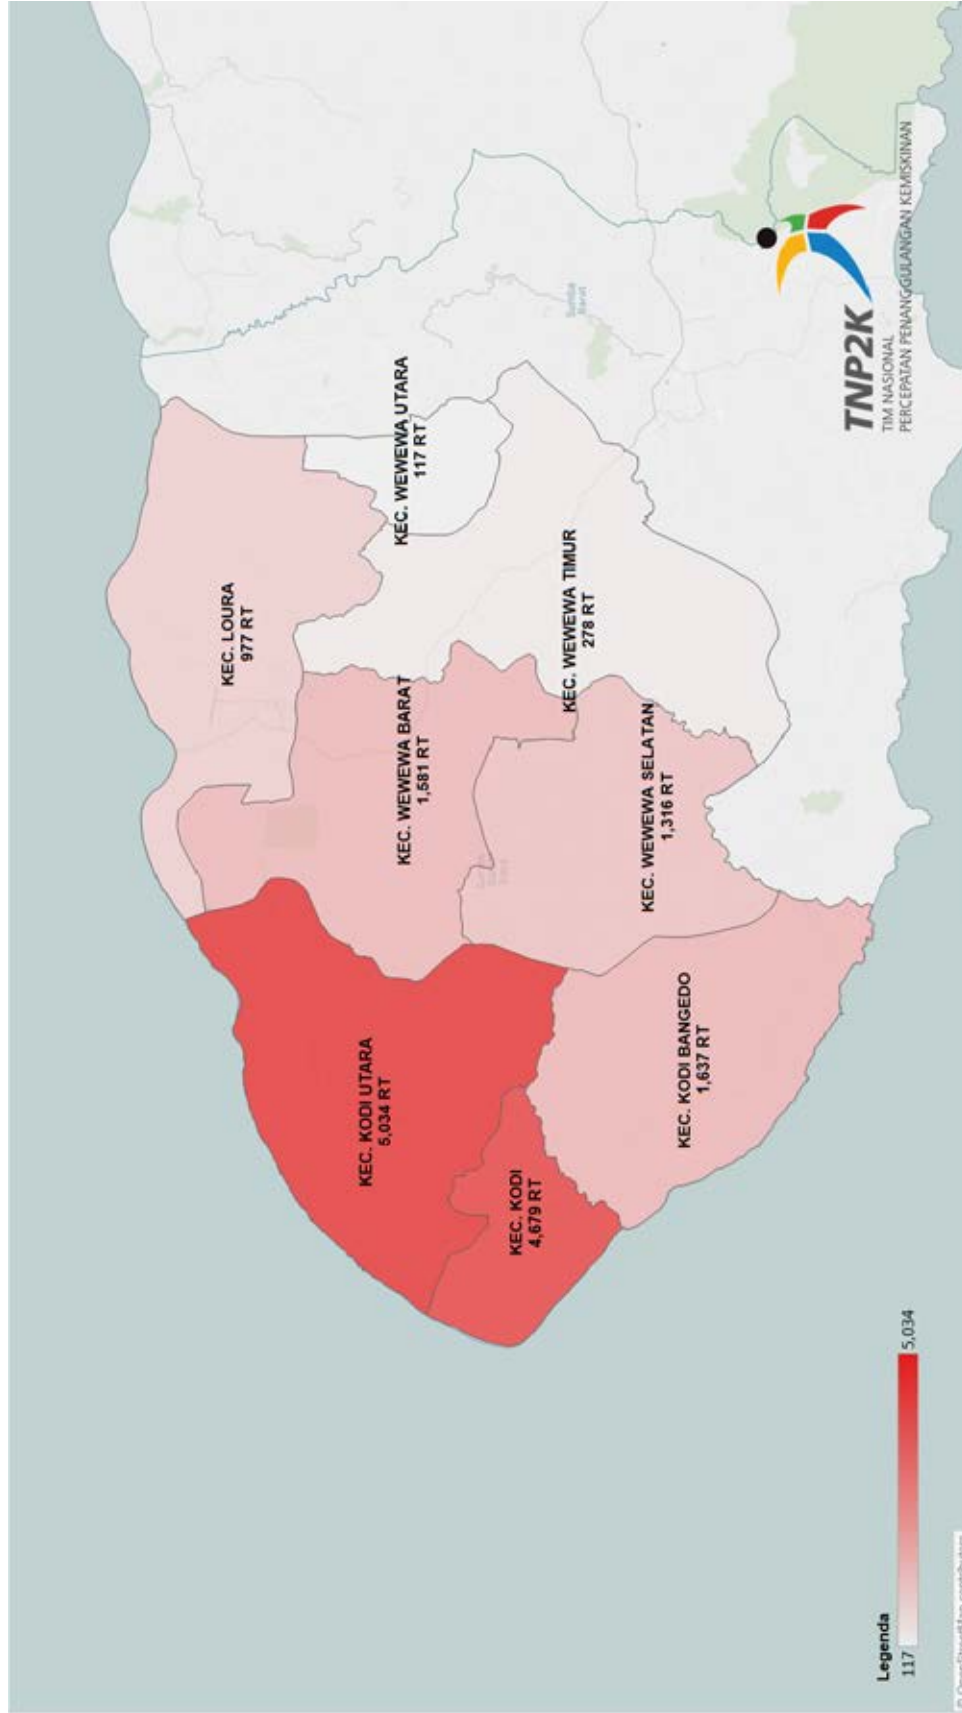 KEC. LOURA
977 RT
KEC. WEWEWA UTARA
117 RT
KEC. WEWEWA BARAT
1,581 RT
KEC. WEWEWA TIMUR
278 RT
KEC. KODI UTARA
5,034 RT
KEC. WEWEWA SELATAN
1,316 RT
KEC. KODI
4,679 RT
KEC. KODI BANGEDO
1,637 RT
Sumba
Barat
Legenda
117
5,034
TNP2K
TIM NASIONAL
PERCEPATAN PENANGGULANGAN KEMISKINAN